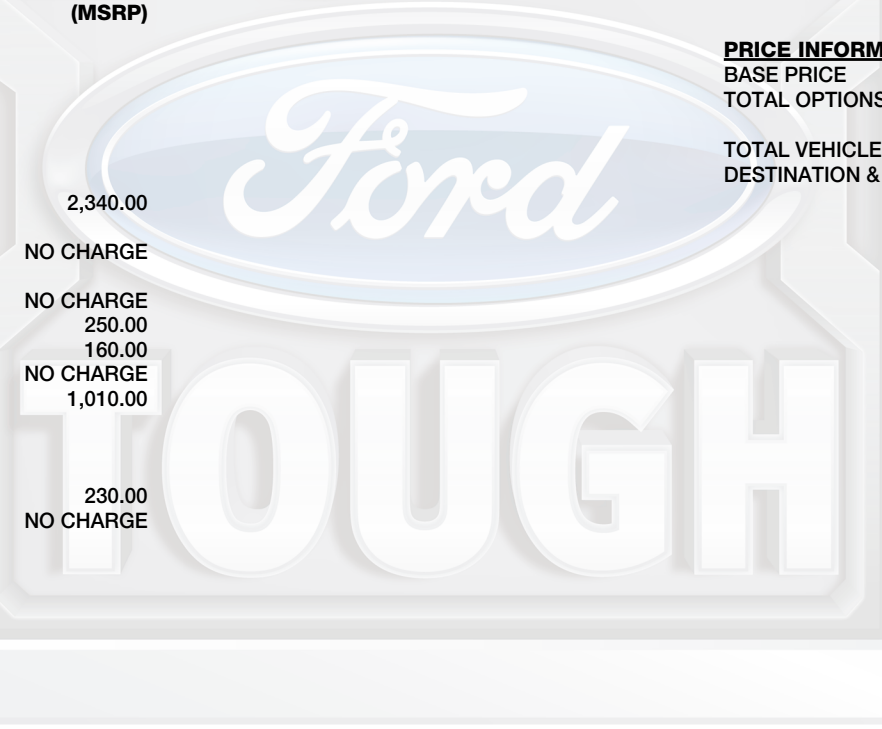 (MSRP)
2,340.00
NO CHARGE
NO CHARGE
250.00
160.00
NO CHARGE
1,010.00
230.00
NO CHARGE
PRICE INFORM
BASE PRICE
TOTAL OPTIONS
TOTAL VEHICLE
DESTINATION &
Ford
TOUGH